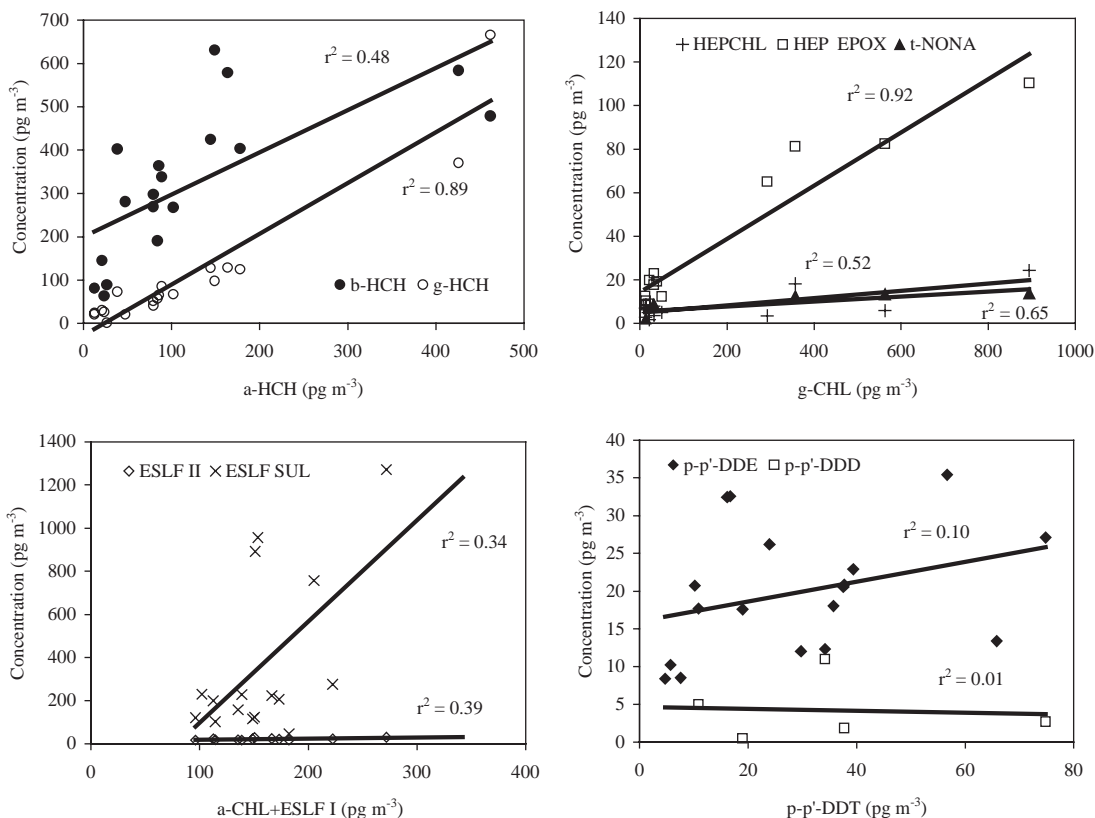 700
600
500
400
300
200
100
0
Concentration (pg m-3)
r2 = 0.48
r2 = 0.89
b-HCH g-HCH
0 100 200 300 400 500
a-HCH (pg m-3)
140
120
100
80
60
40
20
0
Concentration (pg m-3)
HEPCHL HEP EPOX t-NONA
r2 = 0.92
r2 = 0.52
r2 = 0.65
0 200 400 600 800 1000
g-CHL (pg m-3)
1400
1200
1000
800
600
400
200
0
Concentration (pg m-3)
ESLF II ESLF SUL
r2 = 0.34
r2 = 0.39
0 100 200 300 400
a-CHL+ESLF I (pg m-3)
40
35
30
25
20
15
10
5
0
Concentration (pg m-3)
p-p'-DDE p-p'-DDD
r2 = 0.10
r2 = 0.01
0 20 40 60 80
p-p'-DDT (pg m-3)